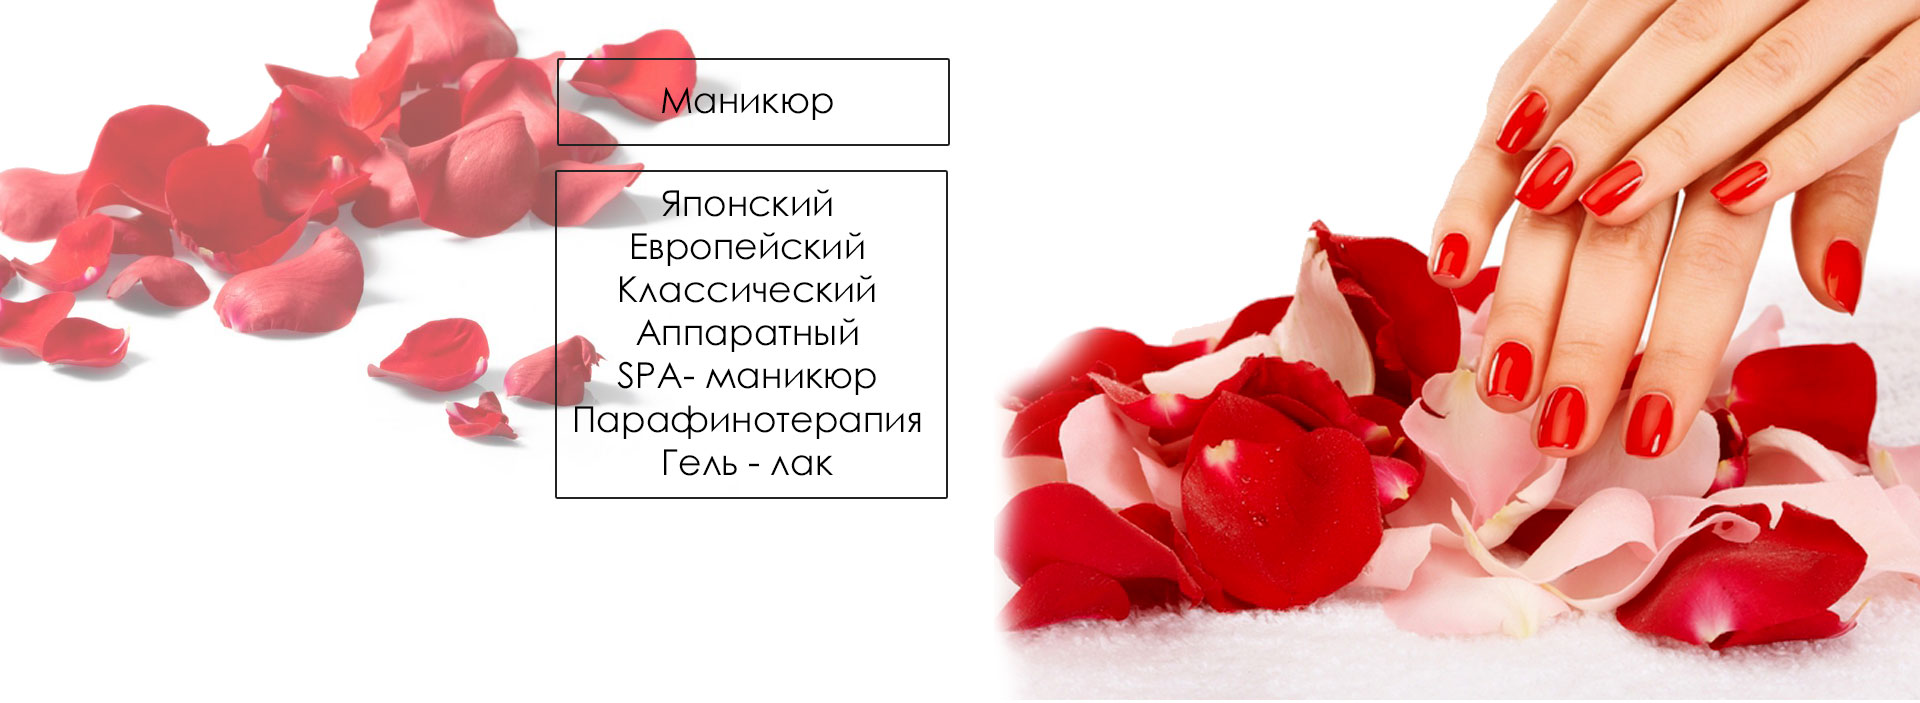 Маникюр
Японский
Европейский
Классический
Аппаратный
SPA- маникюр
Парафинотерапия
Гель - лак